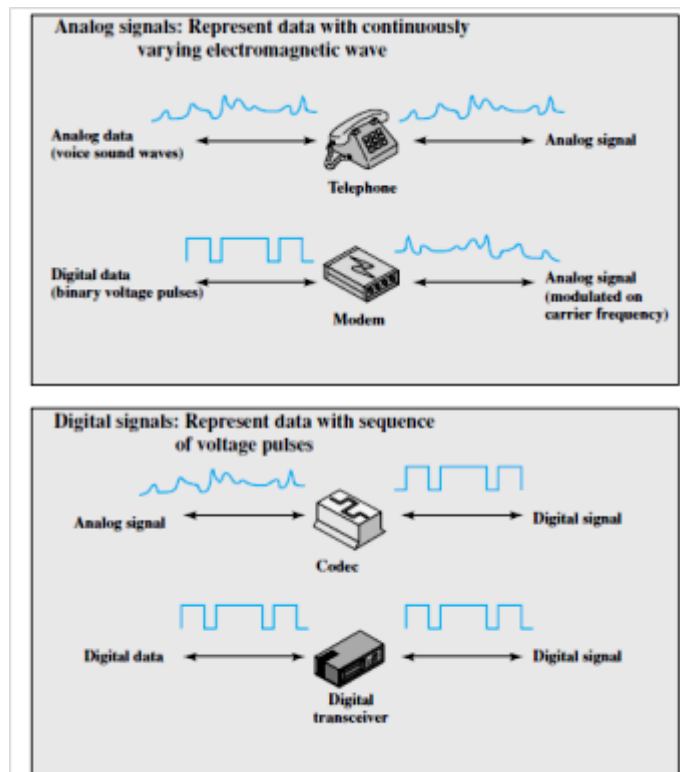 Analog signals: Represent data with continuously
varying electromagnetic wave
Analog data
(voice sound waves)
Analog signal
Telephone
Digital data
(binary voltage pulses)
Analog signal
(modulated on
carrier frequency)
Modem
Digital signals: Represent data with sequence
of voltage pulses
Analog signal
Digital signal
Codec
Digital data
Digital signal
Digital
transceiver